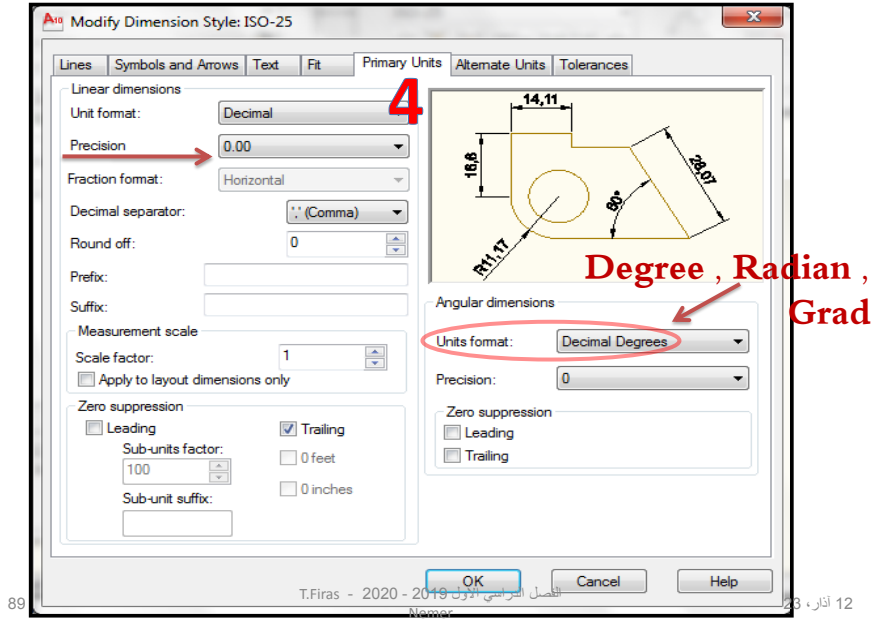 Modify Dimension Style: ISO-25
Lines Symbols and Arrows Text Fit Primary Units Alternate Units Tolerances
4
Linear dimensions
Unit format: Decimal
Precision 0.00
Fraction format: Horizontal
Decimal separator: ',' (Comma)
Round off: 0
Prefix:
Suffix:
Measurement scale
Scale factor: 1
Apply to layout dimensions only
Zero suppression
Leading Trailing
Sub-units factor: 0 feet
100
Sub-unit suffix: 0 inches
14,11
16,6
28,07
60°
R11,17
Degree , Radian ,
Grad
Angular dimensions
Units format: Decimal Degrees
Precision: 0
Zero suppression
Leading
Trailing
OK Cancel Help
89
T.Firas - 2020 - 2019 الفصل الدراسي الأول
Nemer
12 آذار، 23